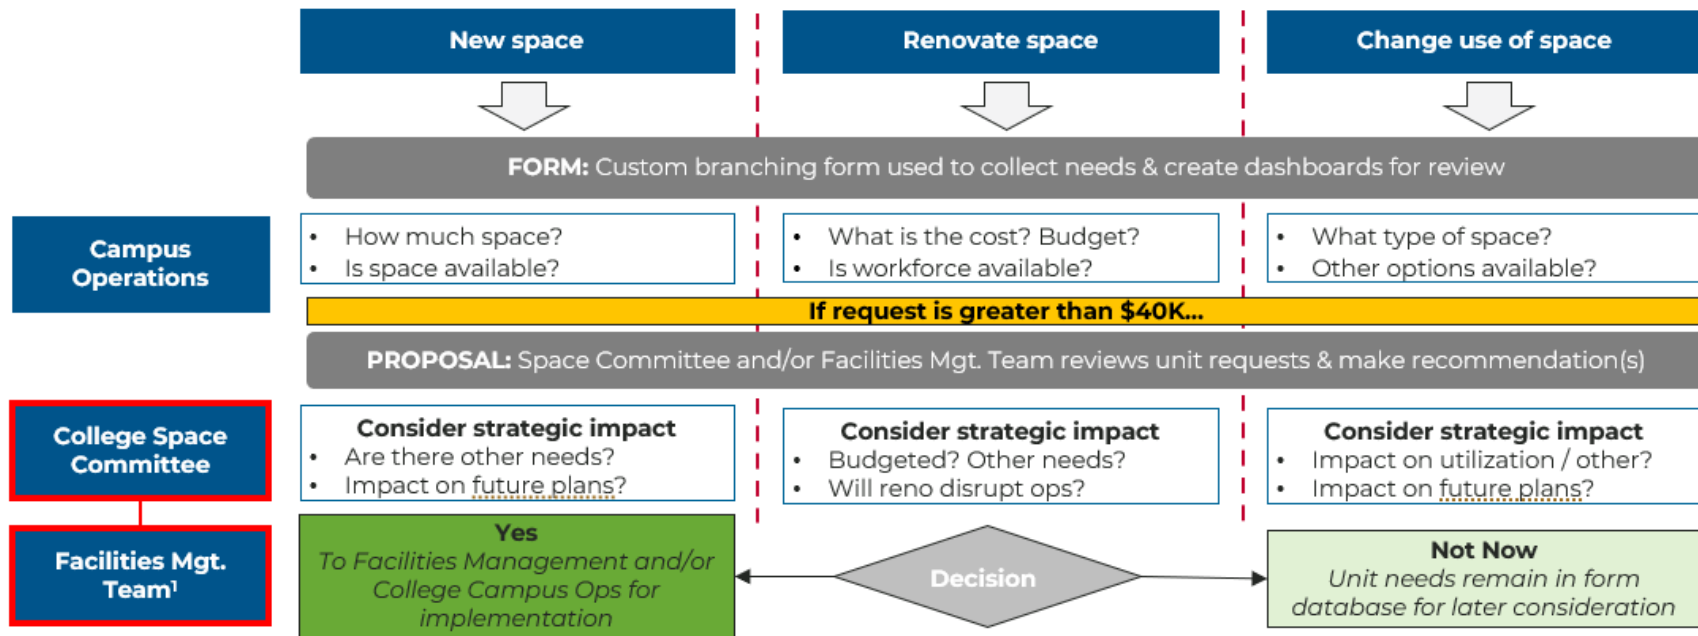 New space
Renovate space
Change use of space
FORM: Custom branching form used to collect needs & create dashboards for review
Campus
Operations
• How much space?
• Is space available?
• What is the cost? Budget?
• Is workforce available?
• What type of space?
• Other options available?
If request is greater than $40K...
PROPOSAL: Space Committee and/or Facilities Mgt. Team reviews unit requests & make recommendation(s)
College Space
Committee
Consider strategic impact
• Are there other needs?
• Impact on future plans?
Consider strategic impact
• Budgeted? Other needs?
• Will reno disrupt ops?
Consider strategic impact
• Impact on utilization / other?
• Impact on future plans?
Facilities Mgt.
Team¹
Yes
To Facilities Management and/or
College Campus Ops for
implementation
Decision
Not Now
Unit needs remain in form
database for later consideration